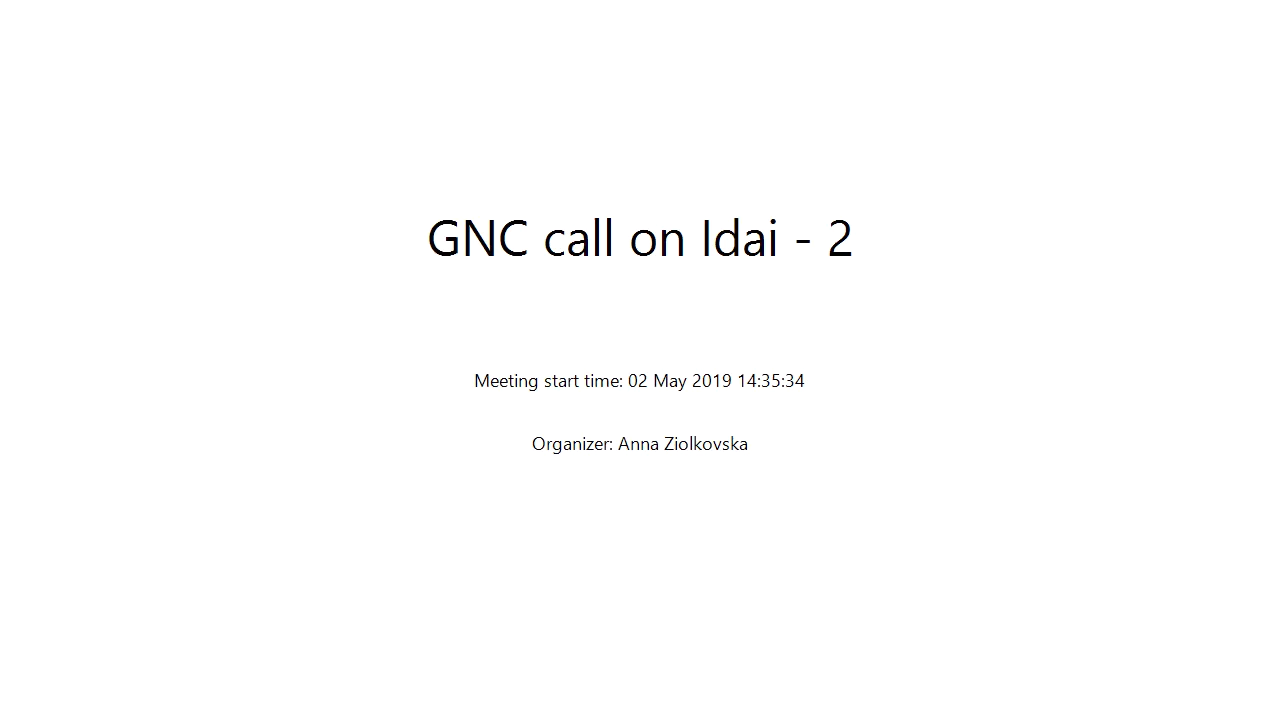 GNC call on Idai - 2
Meeting start time: 02 May 2019 14:35:34
Organizer: Anna Ziolkovska